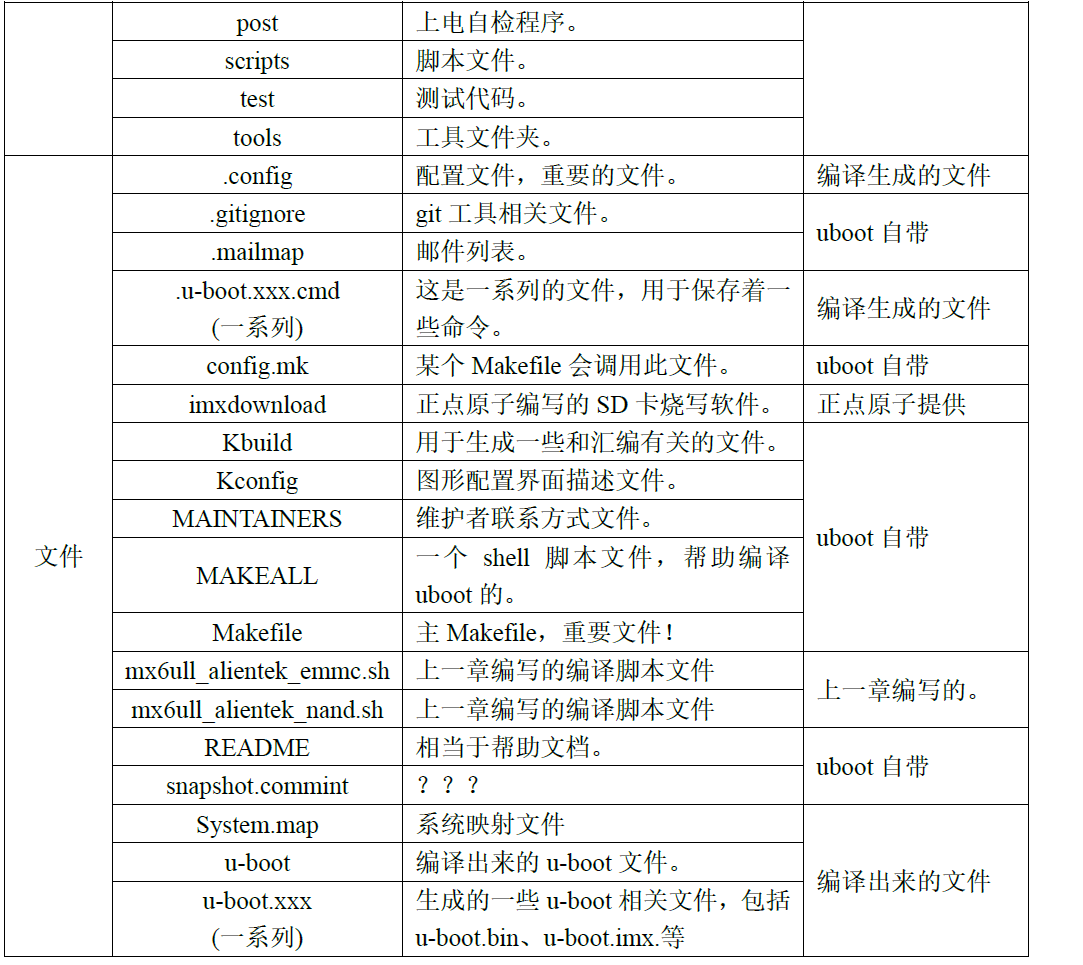 post 上电自检程序。
scripts 脚本文件。
test 测试代码。
tools 工具文件夹。
文件
.config 配置文件，重要的文件。 编译生成的文件
.gitignore git 工具相关文件。
uboot 自带
.mailmap 邮件列表。
.u-boot.xxx.cmd 这是一系列的文件，用于保存着一
(一系列) 些命令。
编译生成的文件
config.mk 某个 Makefile 会调用此文件。 uboot 自带
imxdownload 正点原子编写的 SD 卡烧写软件。 正点原子提供
Kbuild 用于生成一些和汇编有关的文件。
Kconfig 图形配置界面描述文件。
MAINTAINERS 维护者联系方式文件。
uboot 自带
MAKEALL
一个 shell 脚本文件，帮助编译
uboot 的。
Makefile 主 Makefile，重要文件！
mx6ull_alientek_emmc.sh 上一章编写的编译脚本文件
上一章编写的。
mx6ull_alientek_nand.sh 上一章编写的编译脚本文件
README 相当于帮助文档。
uboot 自带
snapshot.commint ？？？
System.map 系统映射文件
u-boot 编译出来的 u-boot 文件。
编译出来的文件
u-boot.xxx 生成的一些 u-boot 相关文件，包括
(一系列) u-boot.bin、u-boot.imx.等